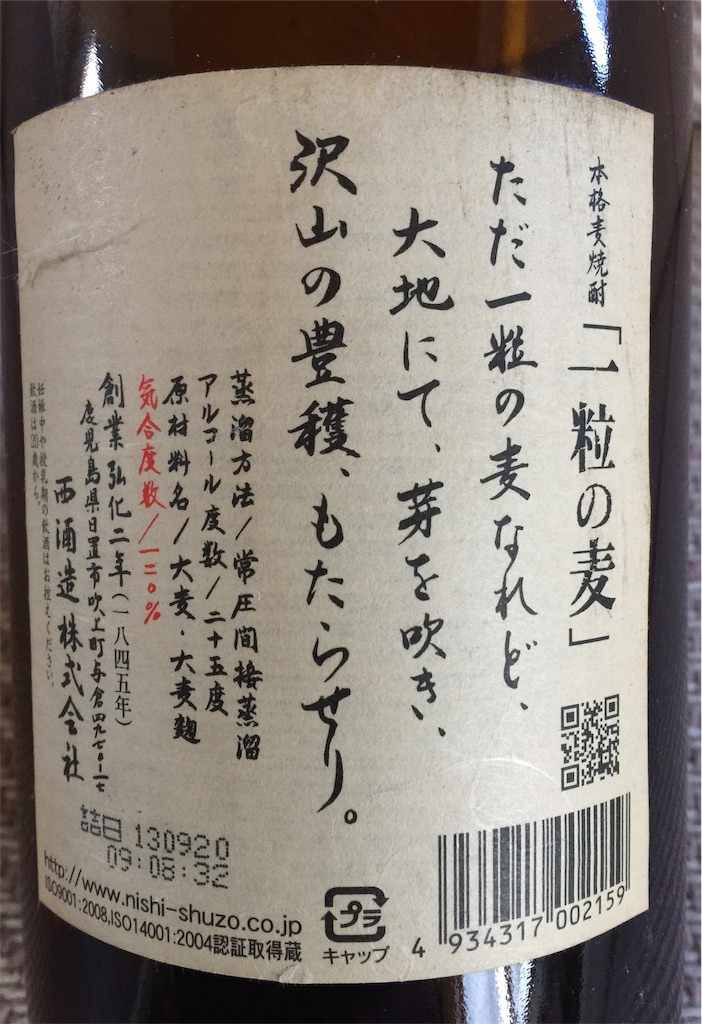 本格麦焼酎「一粒の麦」
ただ一粒の麦なれど、
大地にて、芽を吹き、
沢山の豊穫、もたらせり。
蒸溜方法/常圧間接蒸溜
アルコール度数/二十五度
原材料名/大麦・大麦麹
気合度数/一二〇%
創業弘化二年(一八四五年)
鹿児島県日置市吹上町与倉四九七〇-一七
西酒造株式会社
妊娠中や授乳期の飲酒はお控えください。
飲酒は20歳から。
詰日 130920
09:08:32
http://www.nishi-shuzo.co.jp
ISO9001:2008,ISO14001:2004認証取得蔵
プラ
キャップ
4 934317 002159